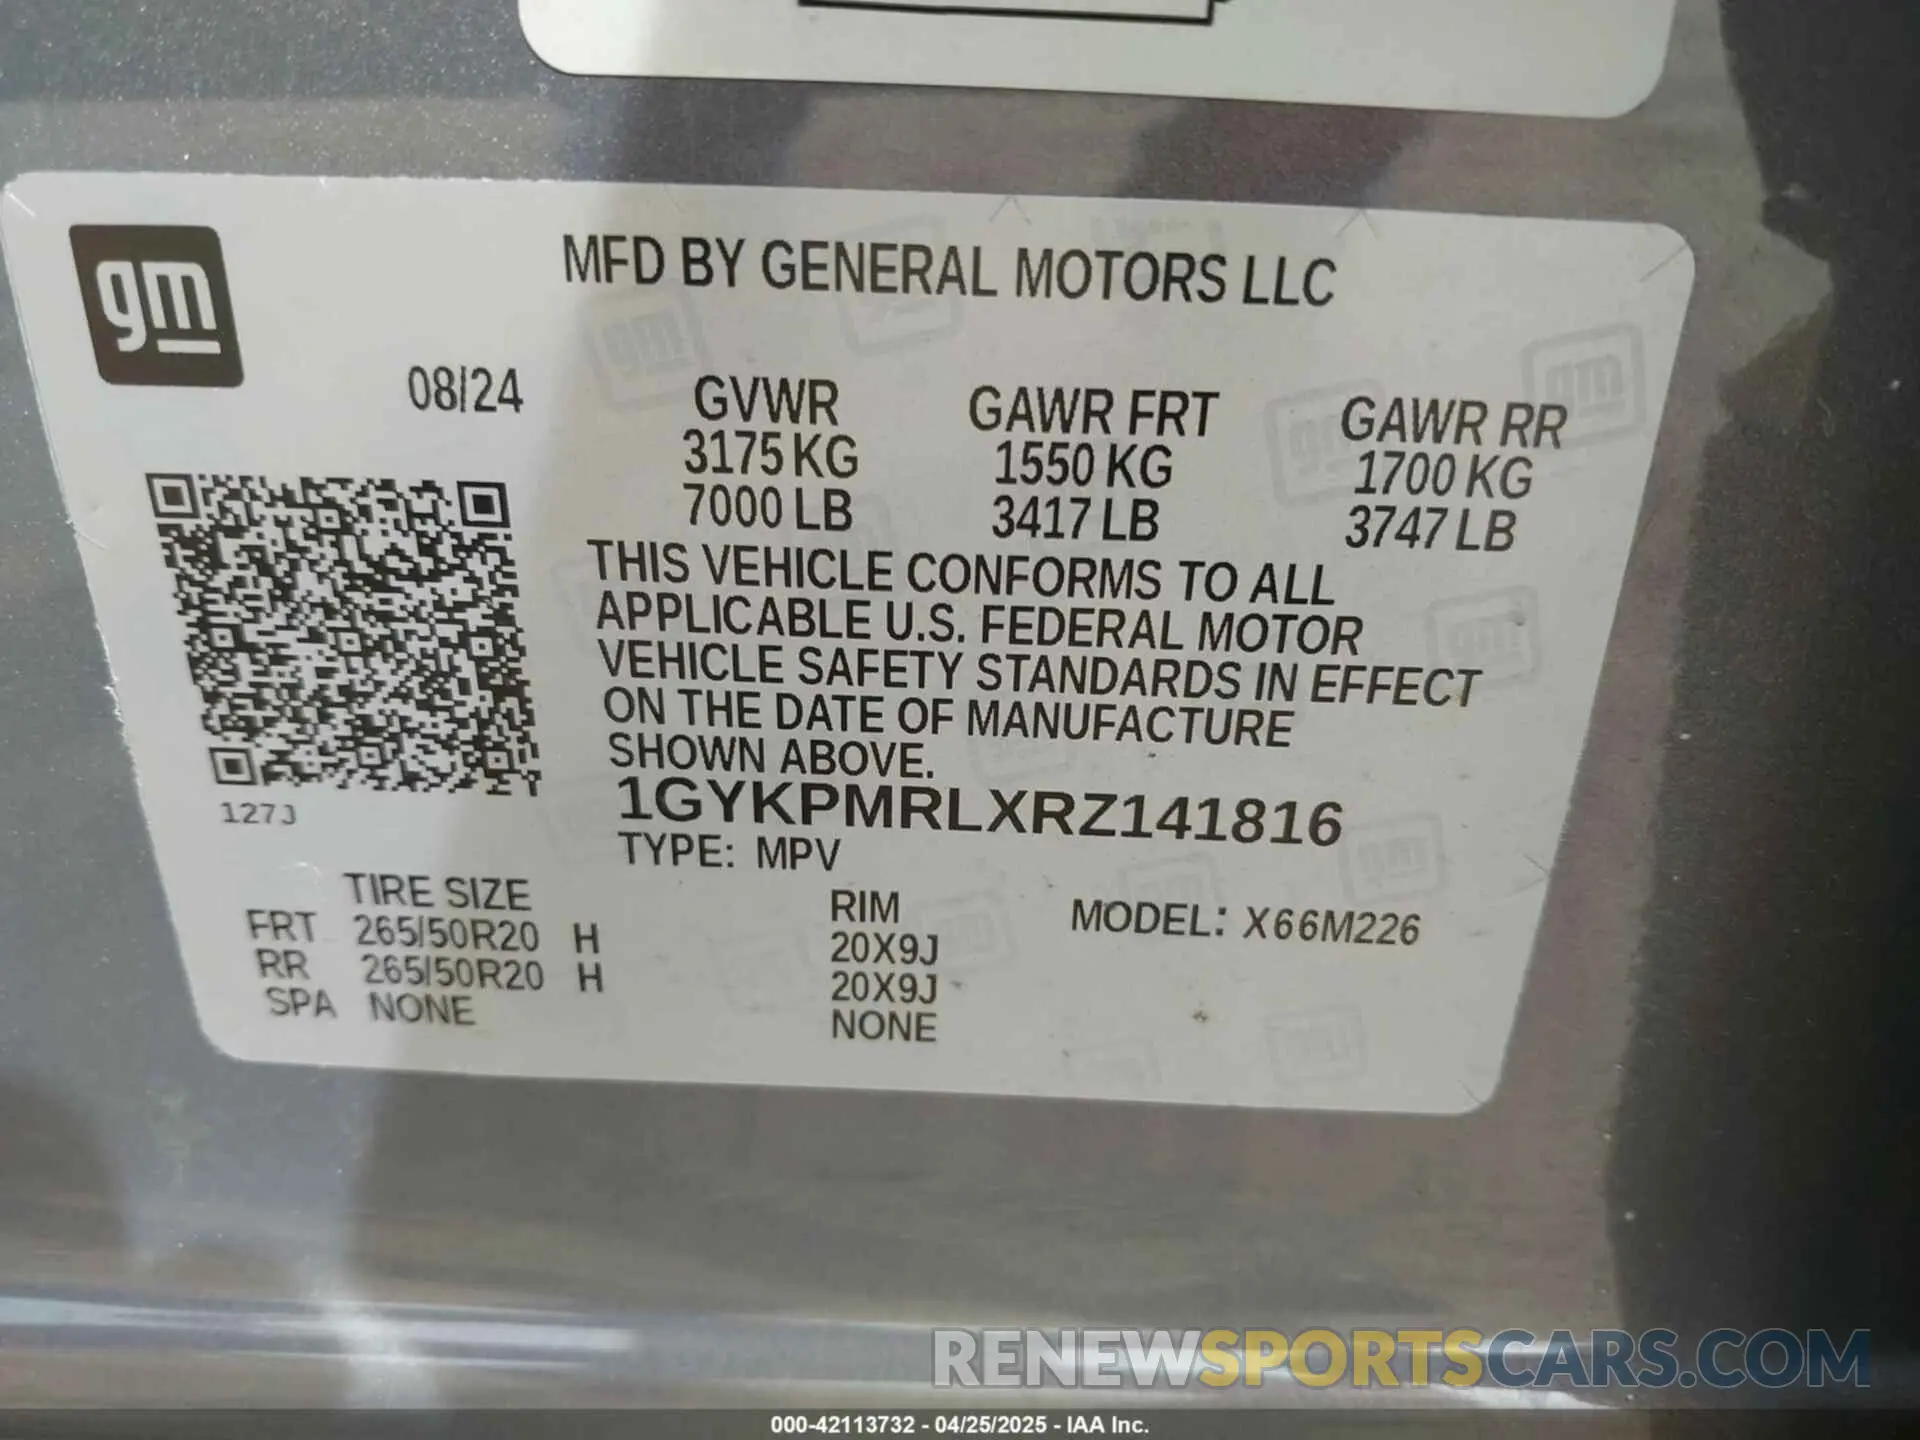 gm
MFD BY GENERAL MOTORS LLC
08/24
GVWR GAWR FRT GAWR RR
3175 KG 1550 KG 1700 KG
7000 LB 3417 LB 3747 LB
THIS VEHICLE CONFORMS TO ALL
APPLICABLE U.S. FEDERAL MOTOR
VEHICLE SAFETY STANDARDS IN EFFECT
ON THE DATE OF MANUFACTURE
SHOWN ABOVE.
1GYKPMRLXRZ141816
127J
TYPE: MPV
TIRE SIZE RIM MODEL: X66M226
FRT 265/50R20 H 20X9J
RR 265/50R20 H 20X9J
SPA NONE NONE
RENEWSPORTSCARS.COM
000-42113732 - 04/25/2025 - IAA Inc.